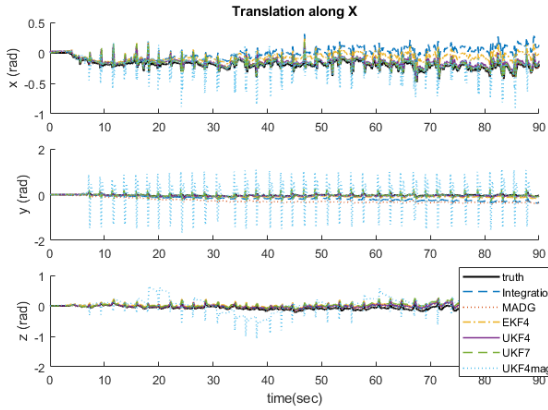 Translation along X
0.5
0
-0.5
-1
x (rad)
0 10 20 30 40 50 60 70 80 90
2
0
-2
y (rad)
0 10 20 30 40 50 60 70 80 90
1
0
-1
-2
z (rad)
0 10 20 30 40 50 60 70
time(sec)
truth
Integratio
MADG
EKF4
UKF4
UKF7
UKF4mag